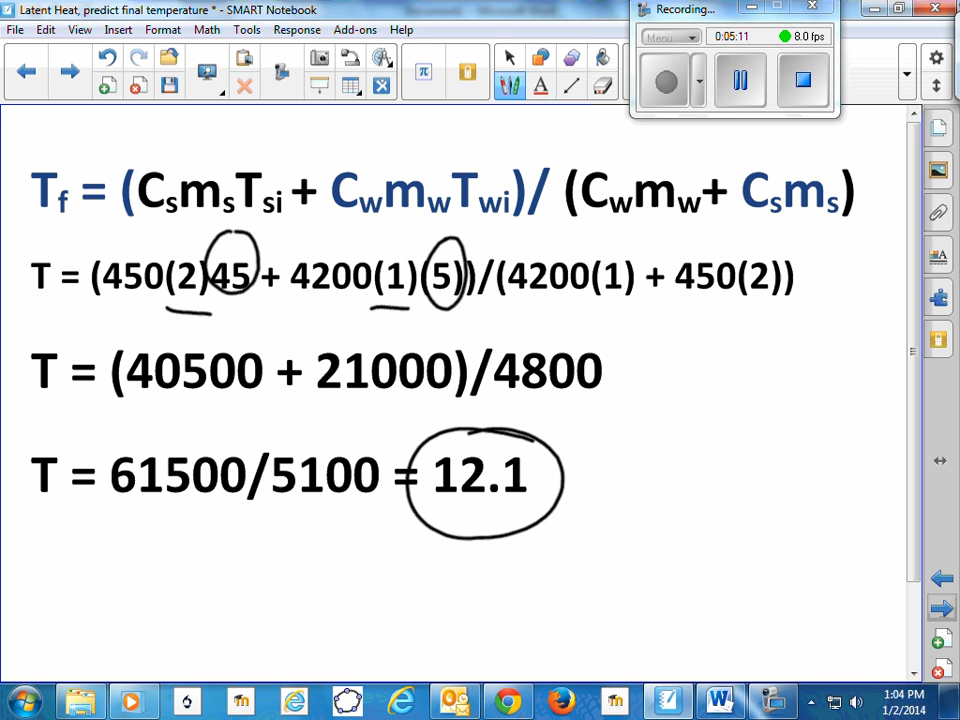 Latent Heat, predict final temperature * - SMART Notebook
Recording...
File Edit View Insert Format Math Tools Response Add-ons Help
Menu 0:05:11 8.0 fps
Tf = (CsmsTsi + CwmwTwi)/ (Cwmw+ Csms)
T = (450(2)45 + 4200(1)(5))/(4200(1) + 450(2))
T = (40500 + 21000)/4800
T = 61500/5100 = 12.1
1:04 PM
1/2/2014